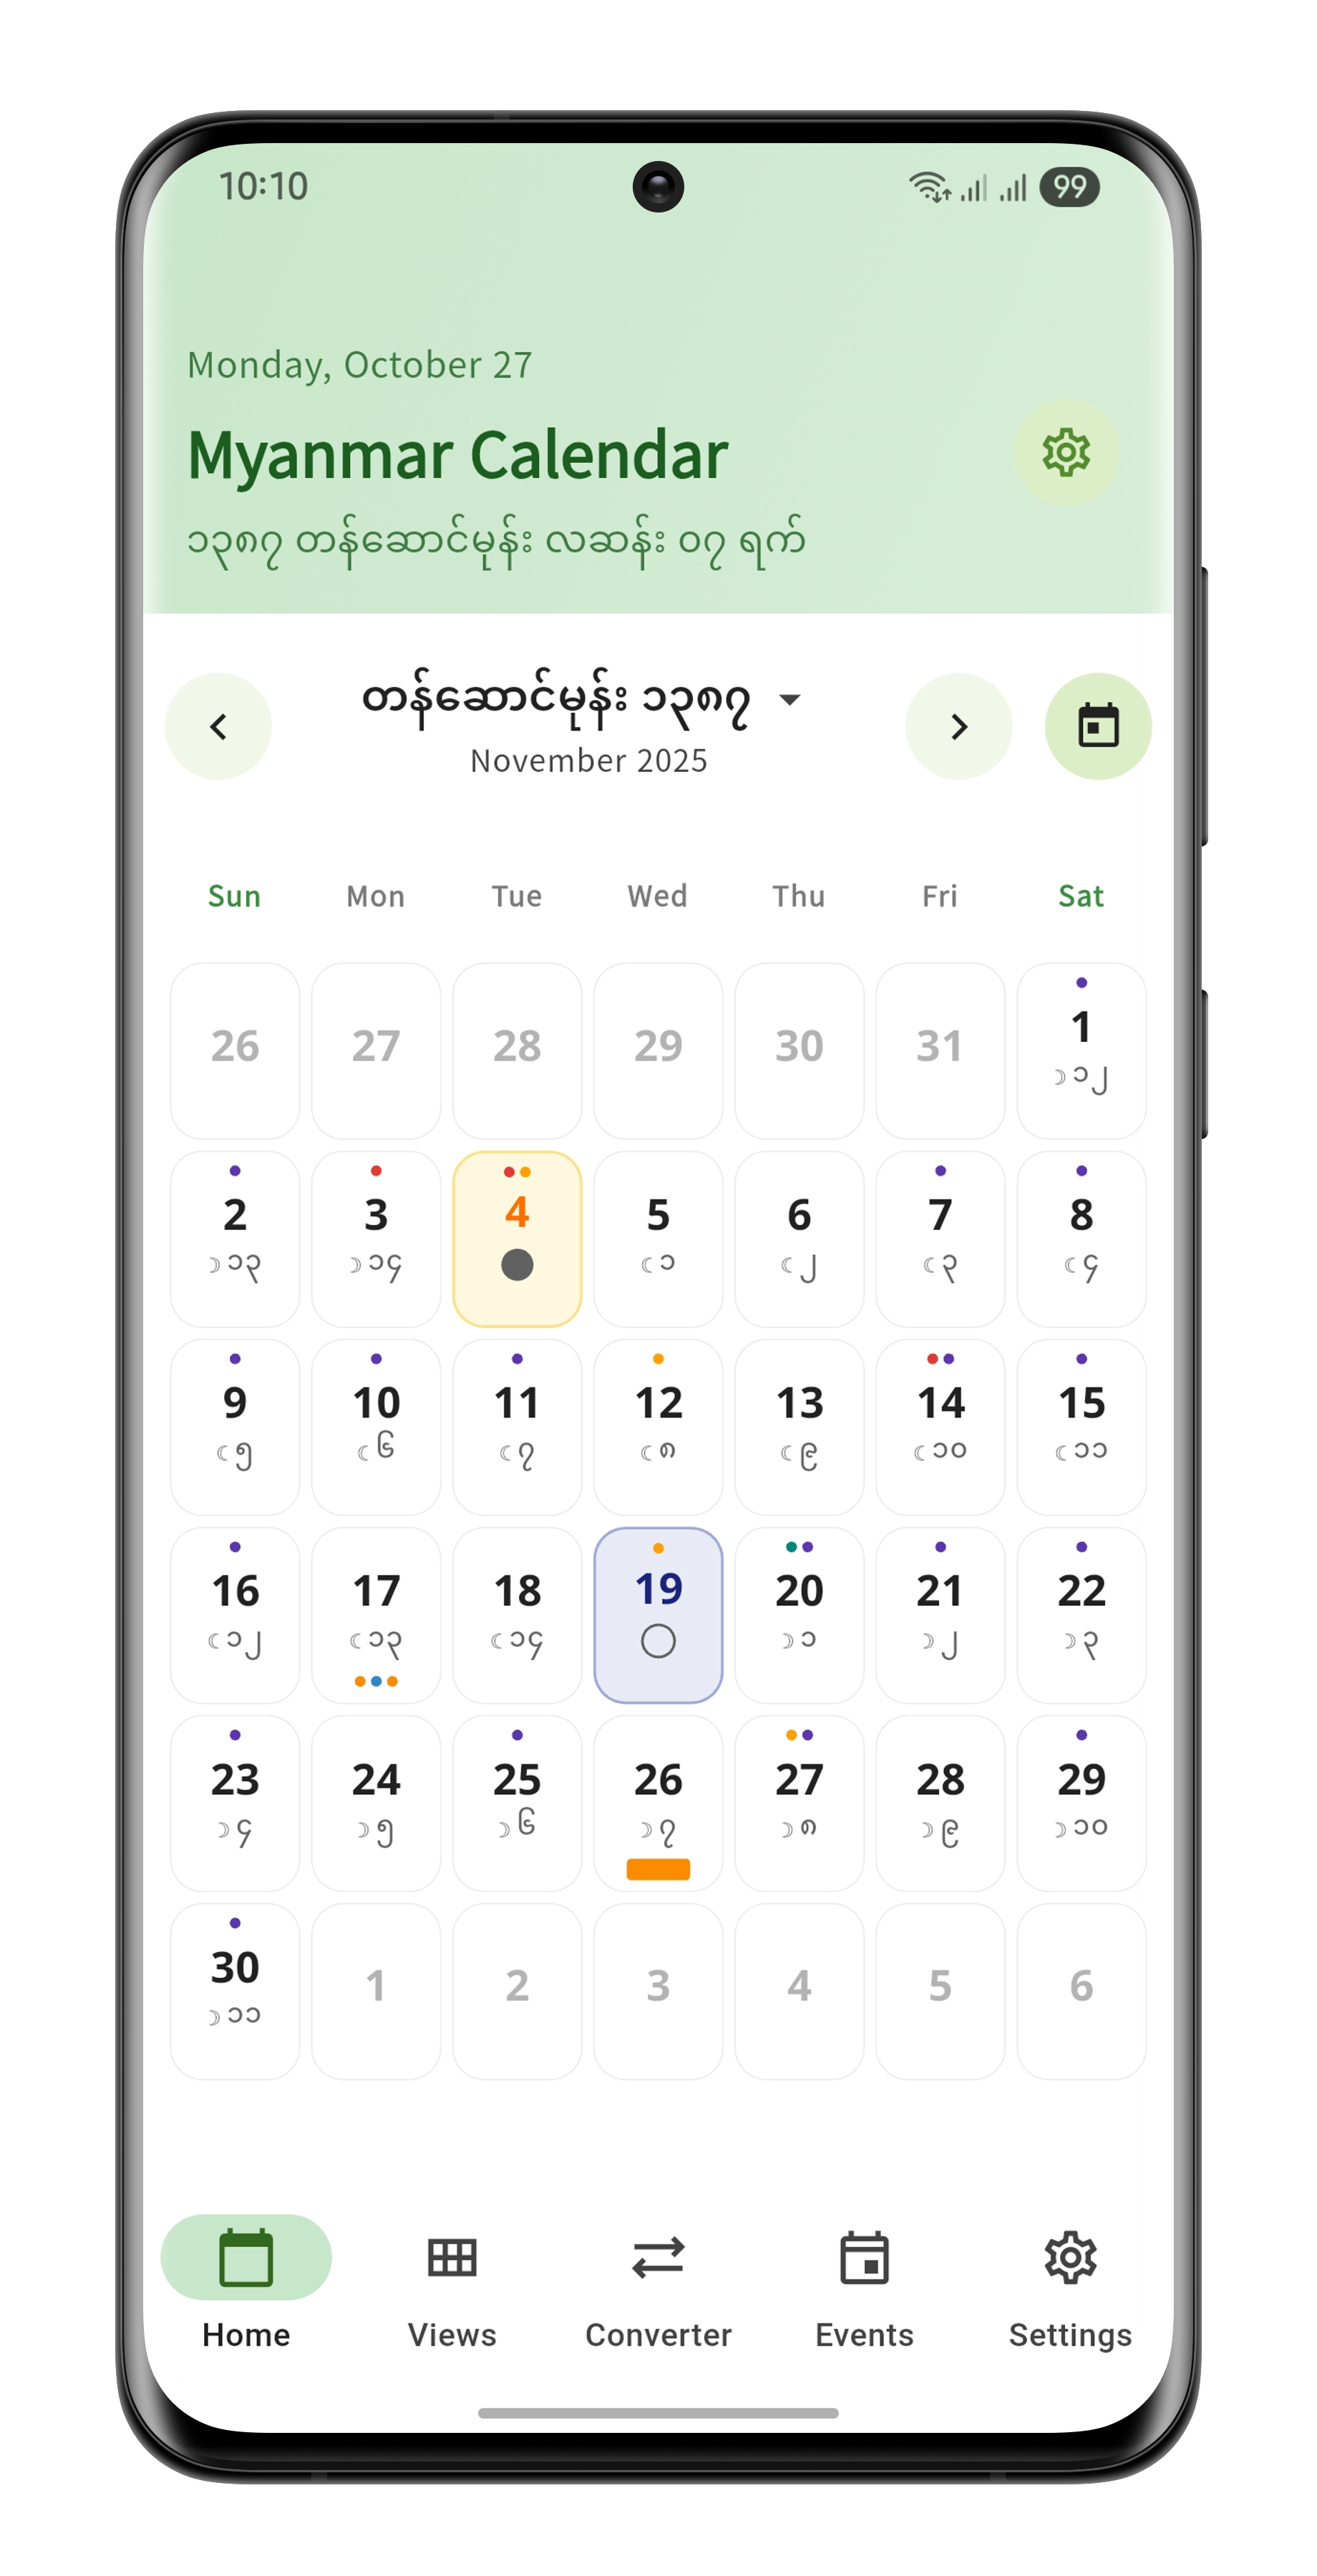 10:10 99
Monday, October 27
Myanmar Calendar
၁၃၈၇ တန်ဆောင်မုန်း လဆန်း ၀၇ ရက်
တန်ဆောင်မုန်း ၁၃၈၇
November 2025
Sun Mon Tue Wed Thu Fri Sat
26 27 28 29 30 31 1
၁၂
2 3 4 5 6 7 8
၁၃ ၁၄ ၁ ၂ ၃ ၄
9 10 11 12 13 14 15
၅ ၆ ၇ ၈ ၉ ၁၀ ၁၁
16 17 18 19 20 21 22
၁၂ ၁၃ ၁၄ ၁ ၂ ၃
23 24 25 26 27 28 29
၄ ၅ ၆ ၇ ၈ ၉ ၁၀
30 1 2 3 4 5 6
၁၁
Home Views Converter Events Settings